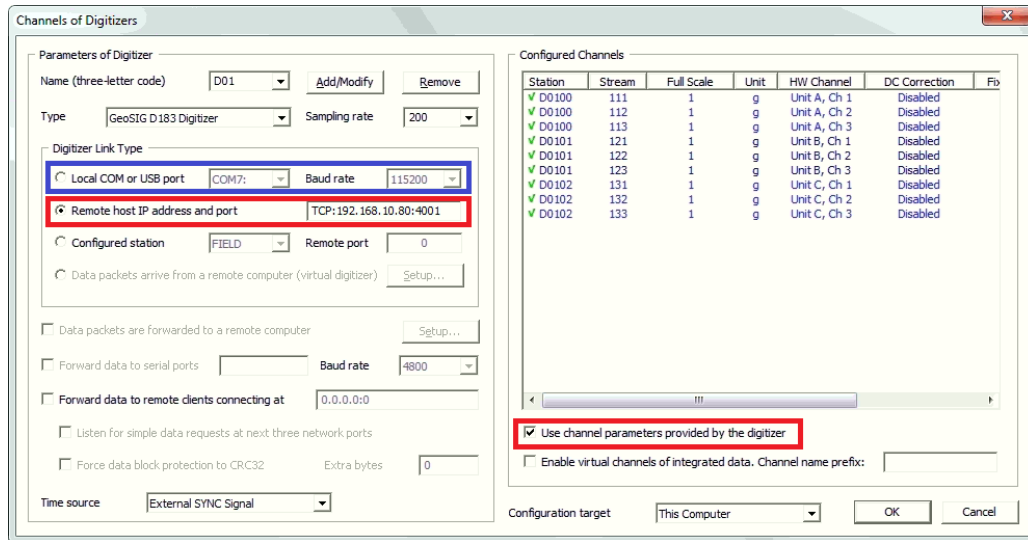 Channels of Digitizers
Parameters of Digitizer
Name (three-letter code) D01 Add/Modify Remove
Type GeoSIG D183 Digitizer Sampling rate 200
Digitizer Link Type
Local COM or USB port COM7: Baud rate 115200
Remote host IP address and port TCP:192.168.10.80:4001
Configured station FIELD Remote port 0
Data packets arrive from a remote computer (virtual digitizer) Setup...
Data packets are forwarded to a remote computer Setup...
Forward data to serial ports Baud rate 4800
Forward data to remote clients connecting at 0.0.0.0:0
Listen for simple data requests at next three network ports
Force data block protection to CRC32 Extra bytes 0
Time source External SYNC Signal
Configured Channels
Station Stream Full Scale Unit HW Channel DC Correction Fix
D0100 111 1 g Unit A, Ch 1 Disabled
D0100 112 1 g Unit A, Ch 2 Disabled
D0100 113 1 g Unit A, Ch 3 Disabled
D0101 121 1 g Unit B, Ch 1 Disabled
D0101 122 1 g Unit B, Ch 2 Disabled
D0101 123 1 g Unit B, Ch 3 Disabled
D0102 131 1 g Unit C, Ch 1 Disabled
D0102 132 1 g Unit C, Ch 2 Disabled
D0102 133 1 g Unit C, Ch 3 Disabled
Use channel parameters provided by the digitizer
Enable virtual channels of integrated data. Channel name prefix:
Configuration target This Computer OK Cancel